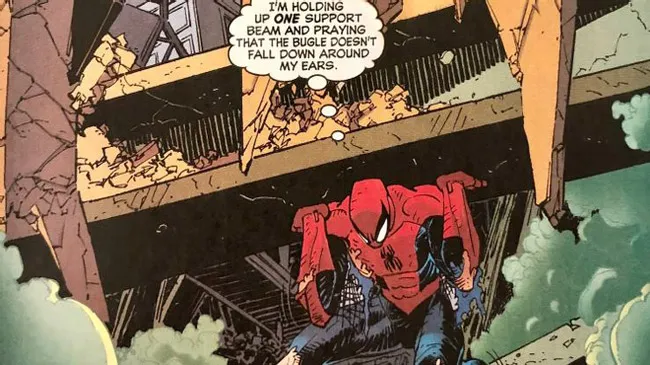 I'M HOLDING
UP ONE SUPPORT
BEAM AND PRAYING
THAT THE BUGLE DOESN'T
FALL DOWN AROUND
MY EARS.